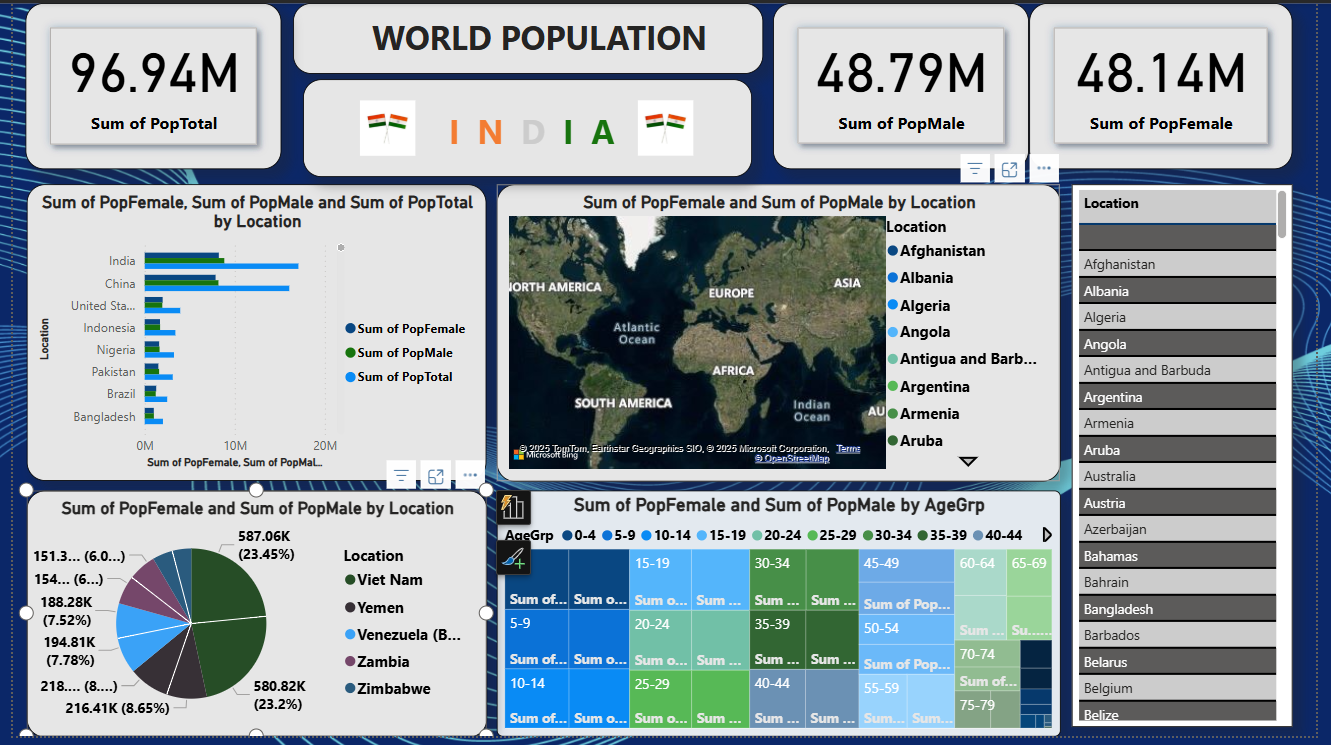 96.94M
Sum of PopTotal
WORLD POPULATION
INDIA
48.79M
Sum of PopMale
48.14M
Sum of PopFemale
Sum of PopFemale, Sum of PopMale and Sum of PopTotal
by Location
Location
India
China
United Sta...
Indonesia
Nigeria
Pakistan
Brazil
Bangladesh
0M 10M 20M
Sum of PopFemale, Sum of PopMal...
Sum of PopFemale
Sum of PopMale
Sum of PopTotal
Sum of PopFemale and Sum of PopMale by Location
NORTH AMERICA
EUROPE
ASIA
Atlantic
Ocean
AFRICA
SOUTH AMERICA
Indian
Ocean
AU
© 2025 TomTom, Earthstar Geographics SIO, © 2025 Microsoft Corporation, Terms
Microsoft Bing
© OpenStreetMap
Location
Afghanistan
Albania
Algeria
Angola
Antigua and Barb...
Argentina
Armenia
Aruba
Location
Afghanistan
Albania
Algeria
Angola
Antigua and Barbuda
Argentina
Armenia
Aruba
Australia
Austria
Azerbaijan
Bahamas
Bahrain
Bangladesh
Barbados
Belarus
Belgium
Belize
Sum of PopFemale and Sum of PopMale by Location
587.06K
(23.45%)
151.3... (6.0...)
154... (6...)
188.28K
(7.52%)
194.81K
(7.78%)
218.... (8....)
216.41K (8.65%)
580.82K
(23.2%)
Location
Viet Nam
Yemen
Venezuela (B...
Zambia
Zimbabwe
Sum of PopFemale and Sum of PopMale by AgeGrp
AgeGrp 0-4 5-9 10-14 15-19 20-24 25-29 30-34 35-39 40-44
15-19 30-34 45-49 60-64 65-69
Sum of... Sum o... Sum o... Sum ... Sum ... Sum ... Sum of Pop... Sum ... Su......
5-9 20-24 35-39 50-54
Sum of... Sum o... Sum o... Sum ... Sum ... Sum ... Sum of Pop...
70-74
Sum of...
10-14 25-29 40-44 55-59 75-79
Sum of... Sum o... Sum o... Sum ... Sum ... Sum ... Sum... Sum...